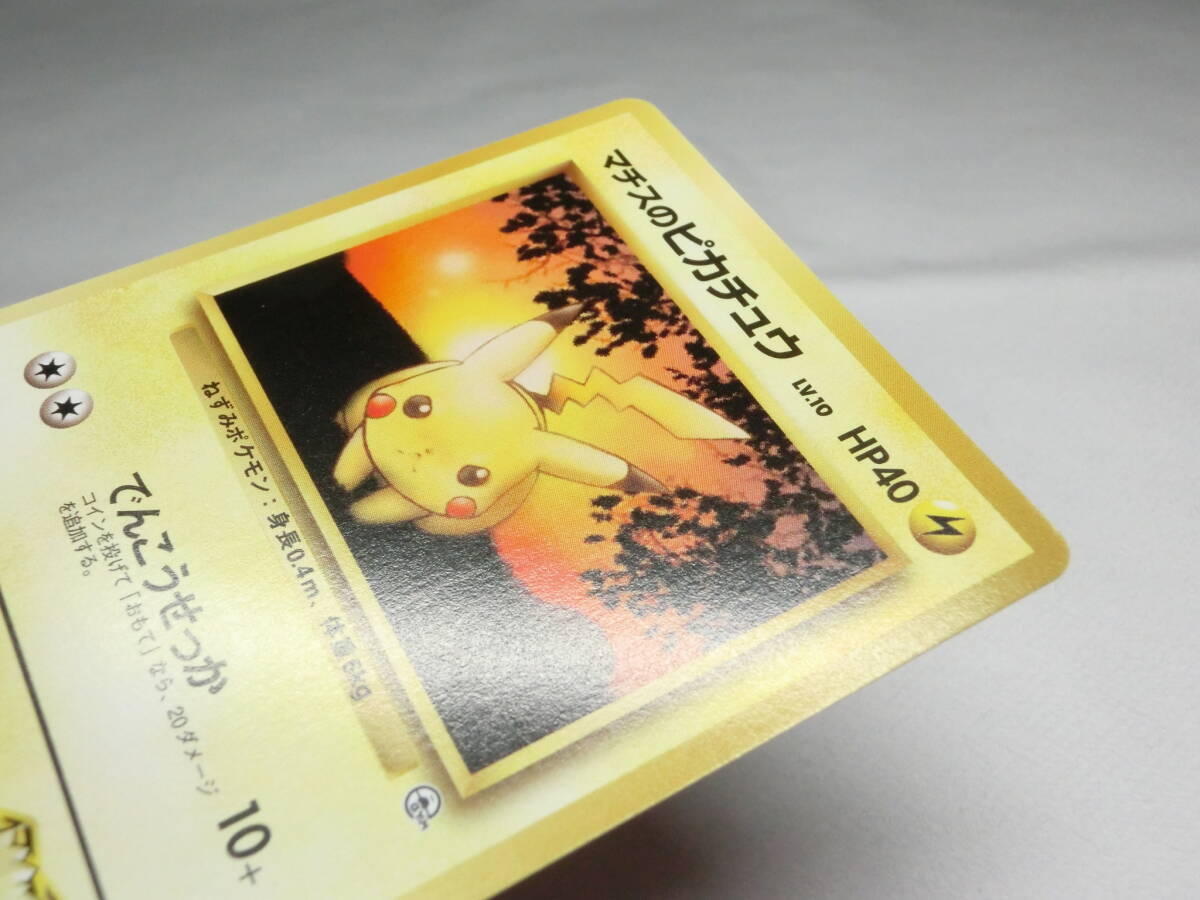 マチスのピカチュウ LV.10 HP40
ねずみポケモン：身長0.4m、体重6kg
でんこうせっか 10+
コインを投げて「おもて」なら、20ダメージ
を追加する。
GYM